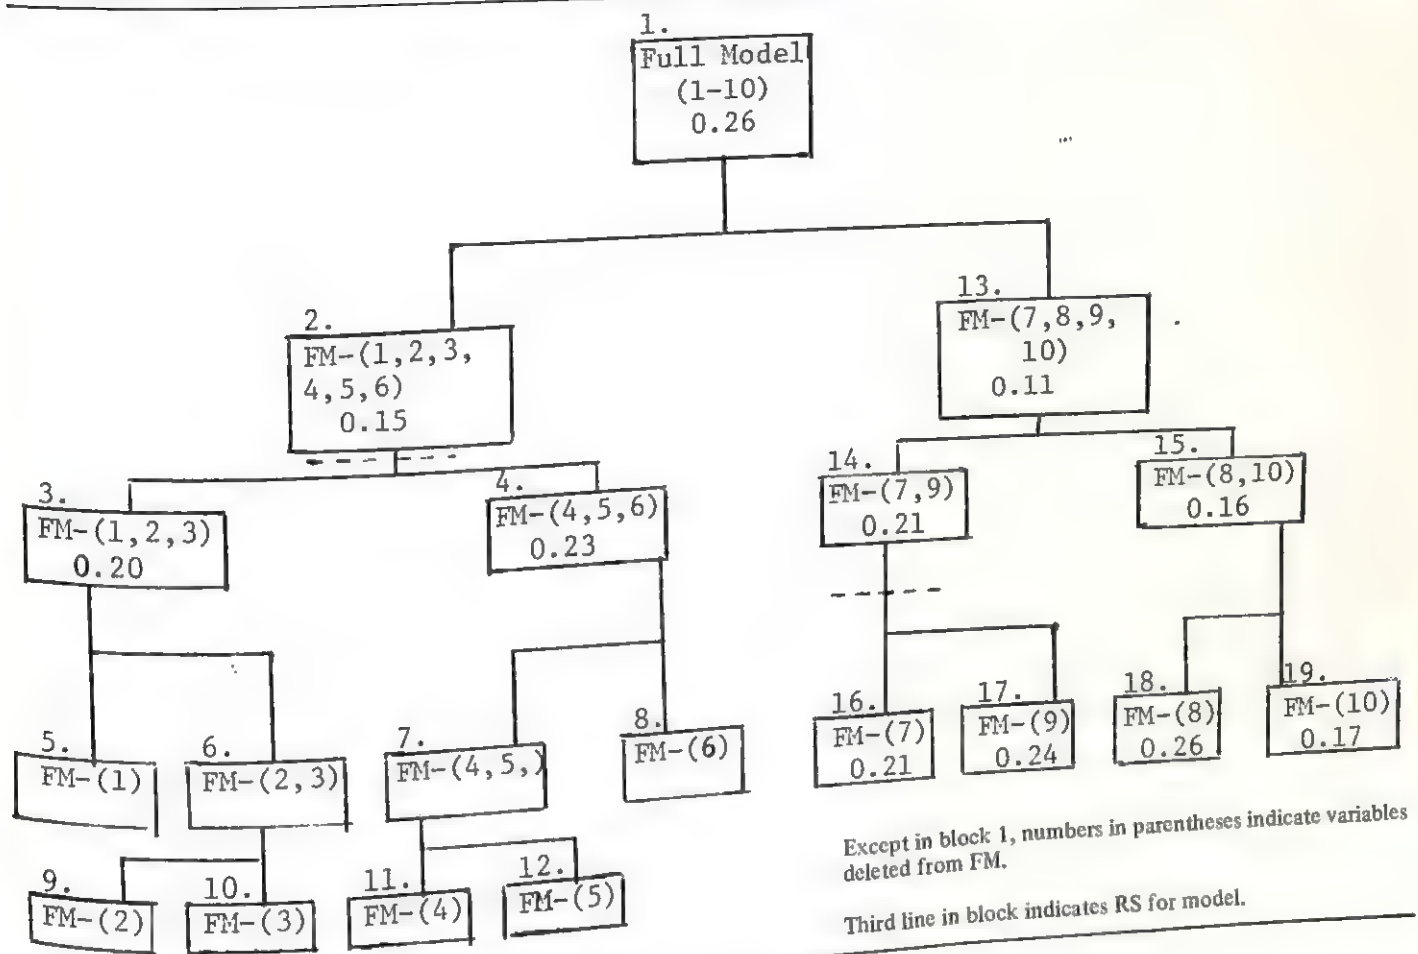 1.
Full Model
(1-10)
0.26
2.
FM-(1,2,3,
4,5,6)
0.15
13.
FM-(7,8,9,
10)
0.11
3.
FM-(1,2,3)
0.20
4.
FM-(4,5,6)
0.23
14.
FM-(7,9)
0.21
15.
FM-(8,10)
0.16
5.
FM-(1)
6.
FM-(2,3)
7.
FM-(4,5,)
8.
FM-(6)
16.
FM-(7)
0.21
17.
FM-(9)
0.24
18.
FM-(8)
0.26
19.
FM-(10)
0.17
9.
FM-(2)
10.
FM-(3)
11.
FM-(4)
12.
FM-(5)
Except in block 1, numbers in parentheses indicate variables
deleted from FM.
Third line in block indicates RS for model.